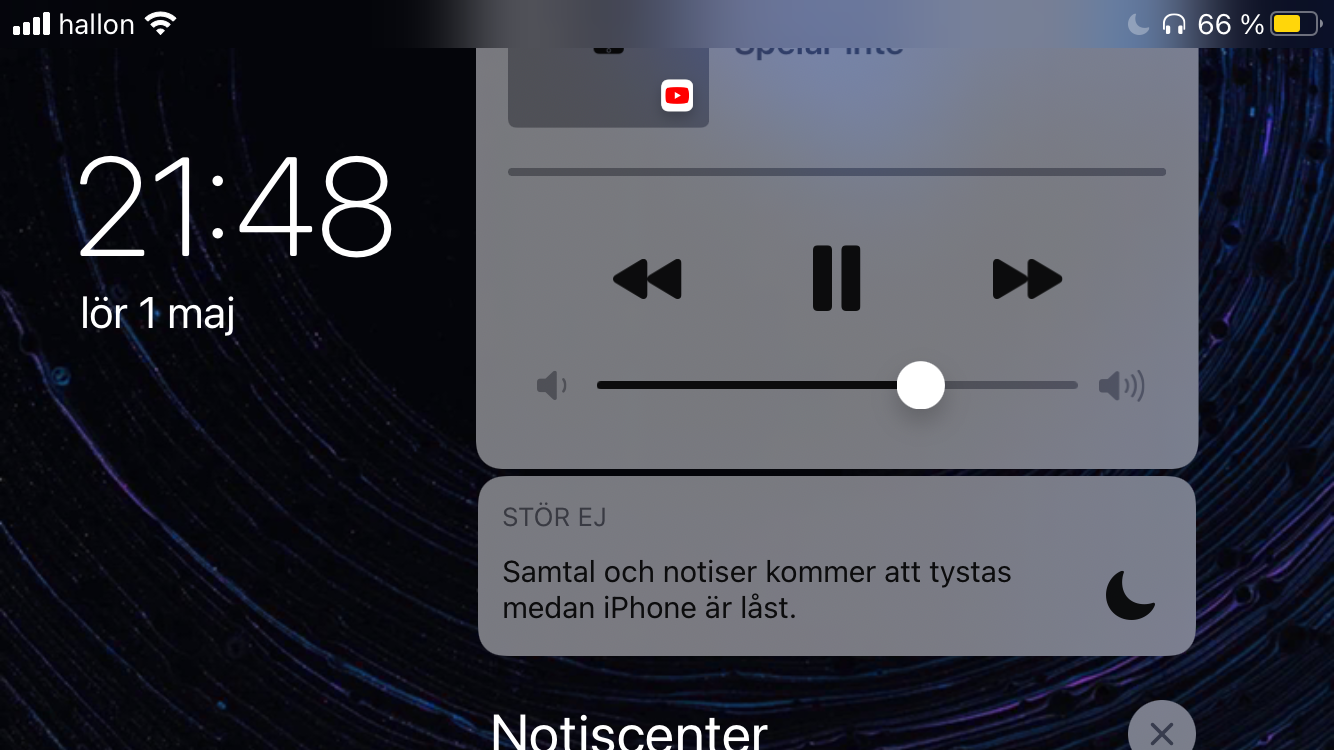 hallon 66 %
Spelar inte
21:48
lör 1 maj
STÖR EJ
Samtal och notiser kommer att tystas
medan iPhone är låst.
Notiscenter